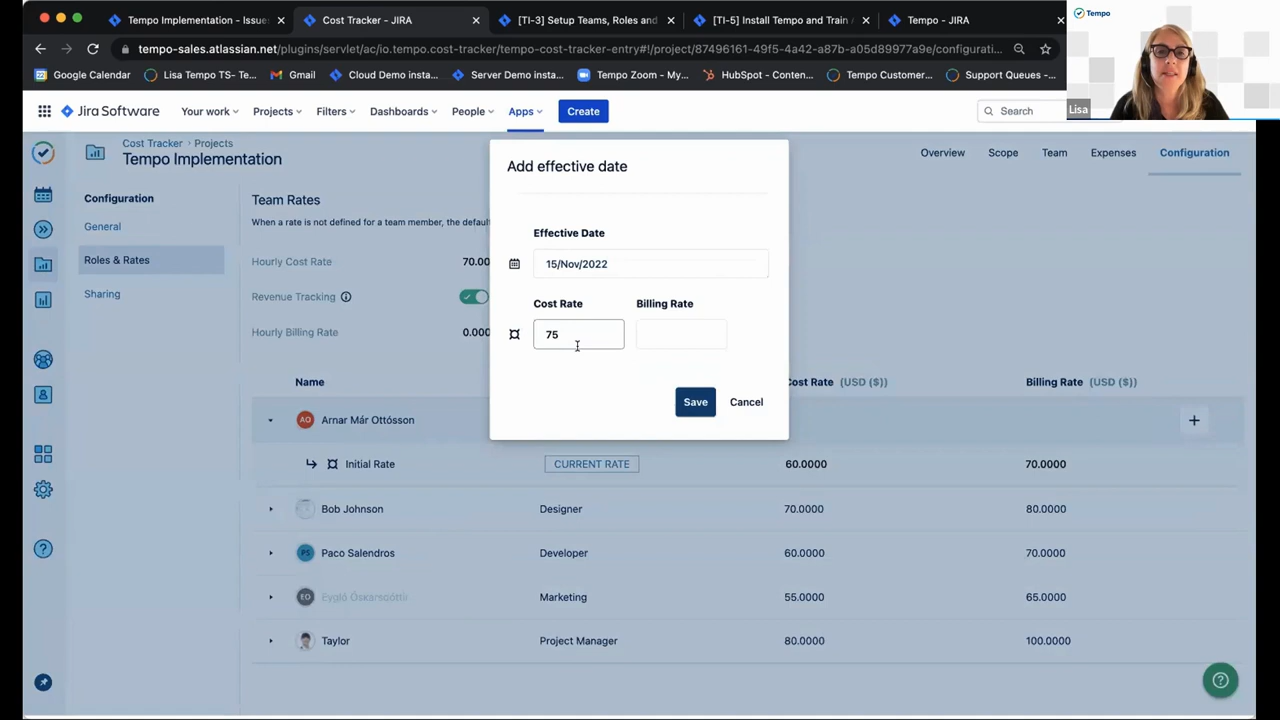 Tempo Implementation - Issue
Cost Tracker - JIRA
[TI-3] Setup Teams, Roles and
[TI-5] Install Tempo and Train
Tempo - JIRA
Tempo
tempo-sales.atlassian.net/plugins/servlet/ac/io.tempo.cost-tracker/tempo-cost-tracker-entry#!/project/87496161-49f5-4a42-a87b-a05d89977a9e/configurati...
Google Calendar
Lisa Tempo TS- Te...
Gmail
Cloud Demo insta...
Server Demo insta...
Tempo Zoom - My...
HubSpot - Conten...
Tempo Customer...
Support Queues -...
Lisa
Jira Software
Your work
Projects
Filters
Dashboards
People
Apps
Create
Search
Cost Tracker · Projects
Tempo Implementation
Overview
Scope
Team
Expenses
Configuration
Configuration
General
Roles & Rates
Sharing
Team Rates
When a rate is not defined for a team member, the default
Hourly Cost Rate
70.00
Revenue Tracking
Hourly Billing Rate
0.000
Add effective date
Effective Date
15/Nov/2022
Cost Rate
Billing Rate
75
Save
Cancel
Name
Cost Rate (USD ($))
Billing Rate (USD ($))
AO Arnar Már Ottósson
Initial Rate
CURRENT RATE
60.0000
70.0000
Bob Johnson
Designer
70.0000
80.0000
PS Paco Salendros
Developer
60.0000
70.0000
EO Eygló Óskarsdóttir
Marketing
55.0000
65.0000
Taylor
Project Manager
80.0000
100.0000